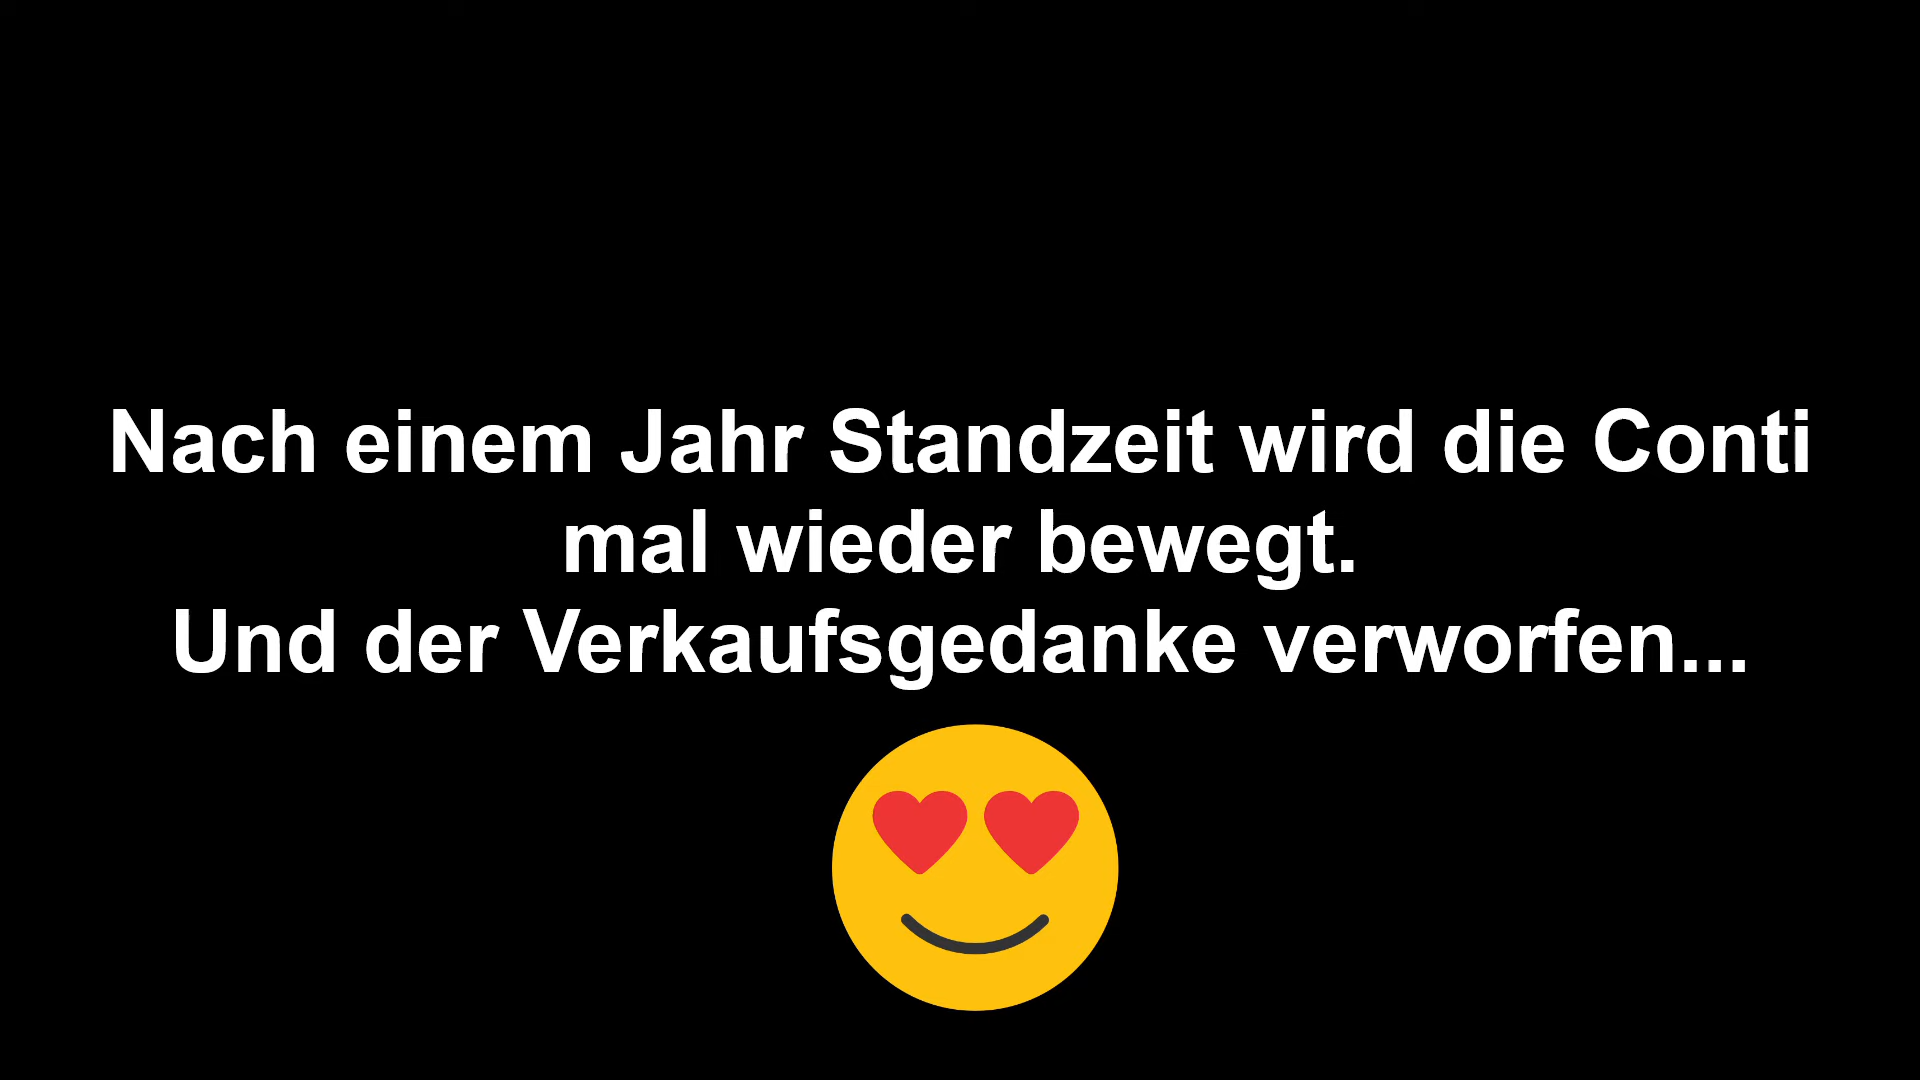 Nach einem Jahr Standzeit wird die Conti
mal wieder bewegt.
Und der Verkaufsgedanke verworfen...